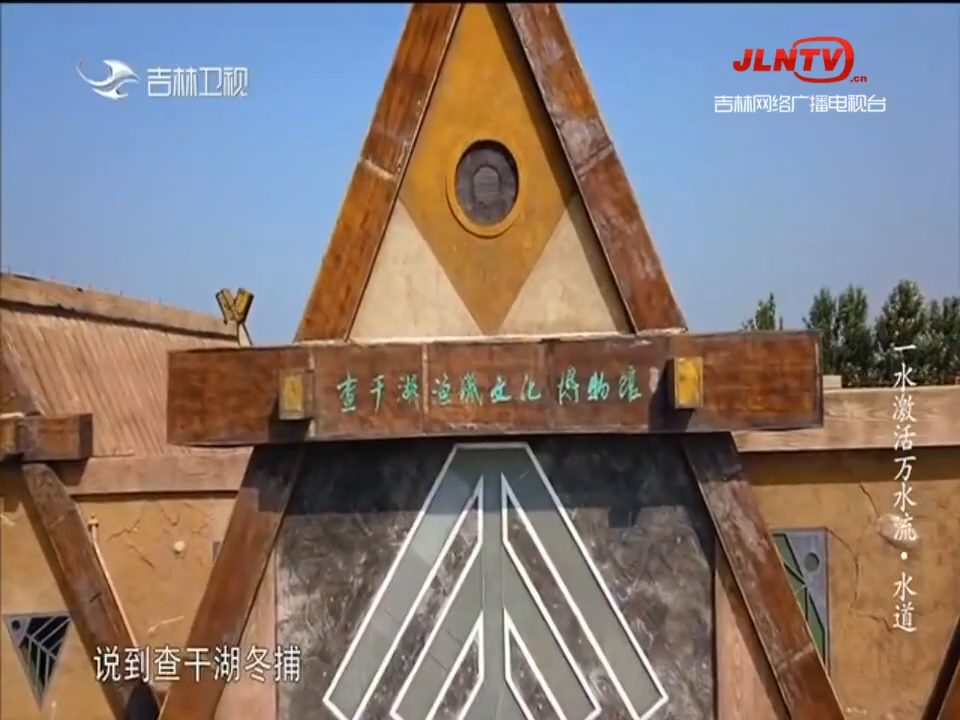 吉林卫视
JLNTV.cn
吉林网络广播电视台
查干湖渔猎文化博物馆
一水激活万水流·水道
说到查干湖冬捕